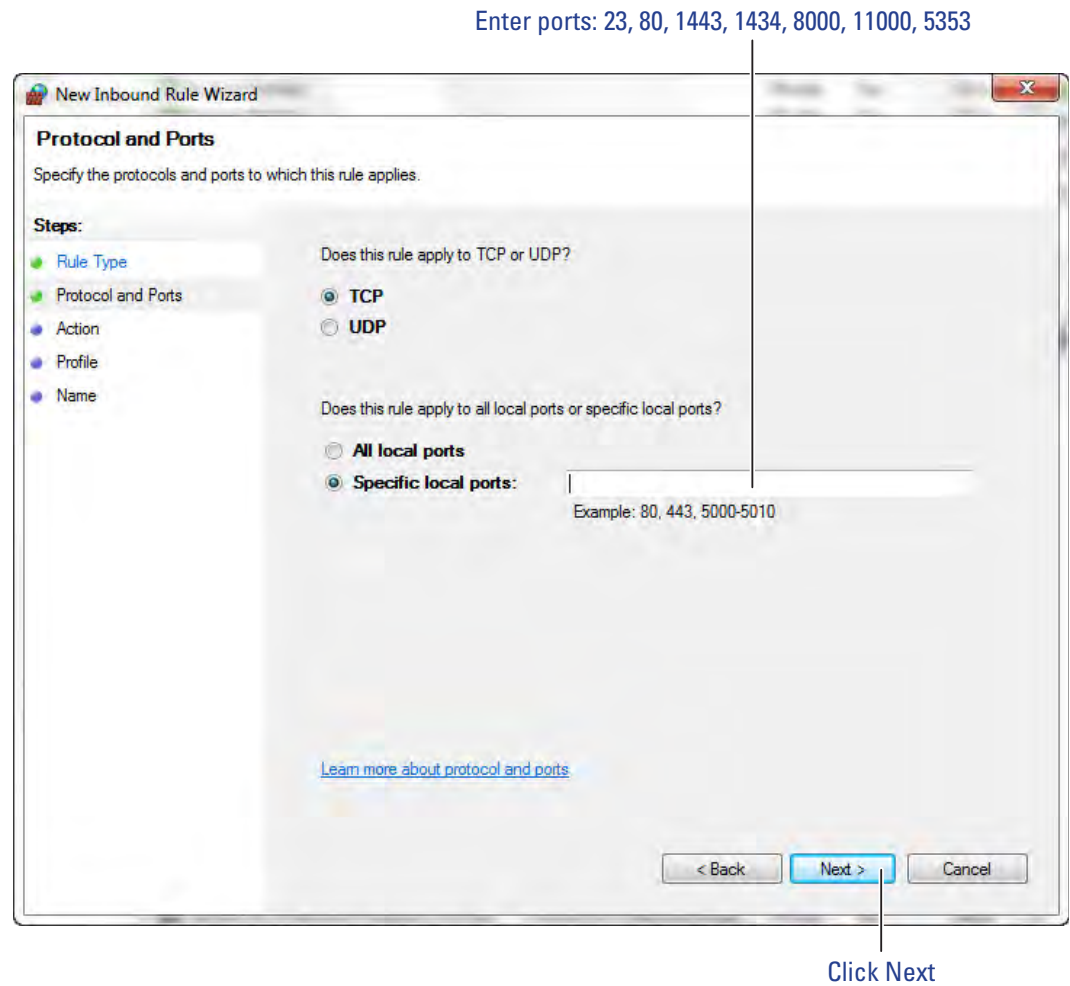 Enter ports: 23, 80, 1443, 1434, 8000, 11000, 5353
New Inbound Rule Wizard
Protocol and Ports
Specify the protocols and ports to which this rule applies.
Steps:
Rule Type
Protocol and Ports
Action
Profile
Name
Does this rule apply to TCP or UDP?
TCP
UDP
Does this rule apply to all local ports or specific local ports?
All local ports
Specific local ports:
Example: 80, 443, 5000-5010
Learn more about protocol and ports
< Back
Next >
Cancel
Click Next